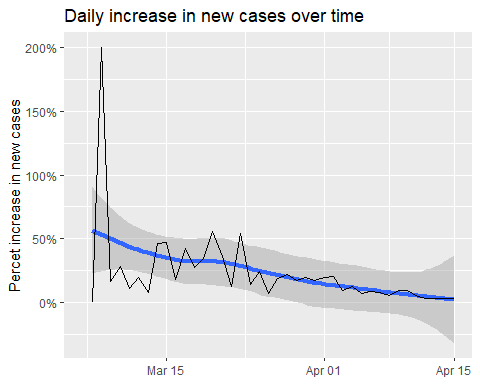 Daily increase in new cases over time
Percet increase in new cases
200%
150%
100%
50%
0%
Mar 15
Apr 01
Apr 15